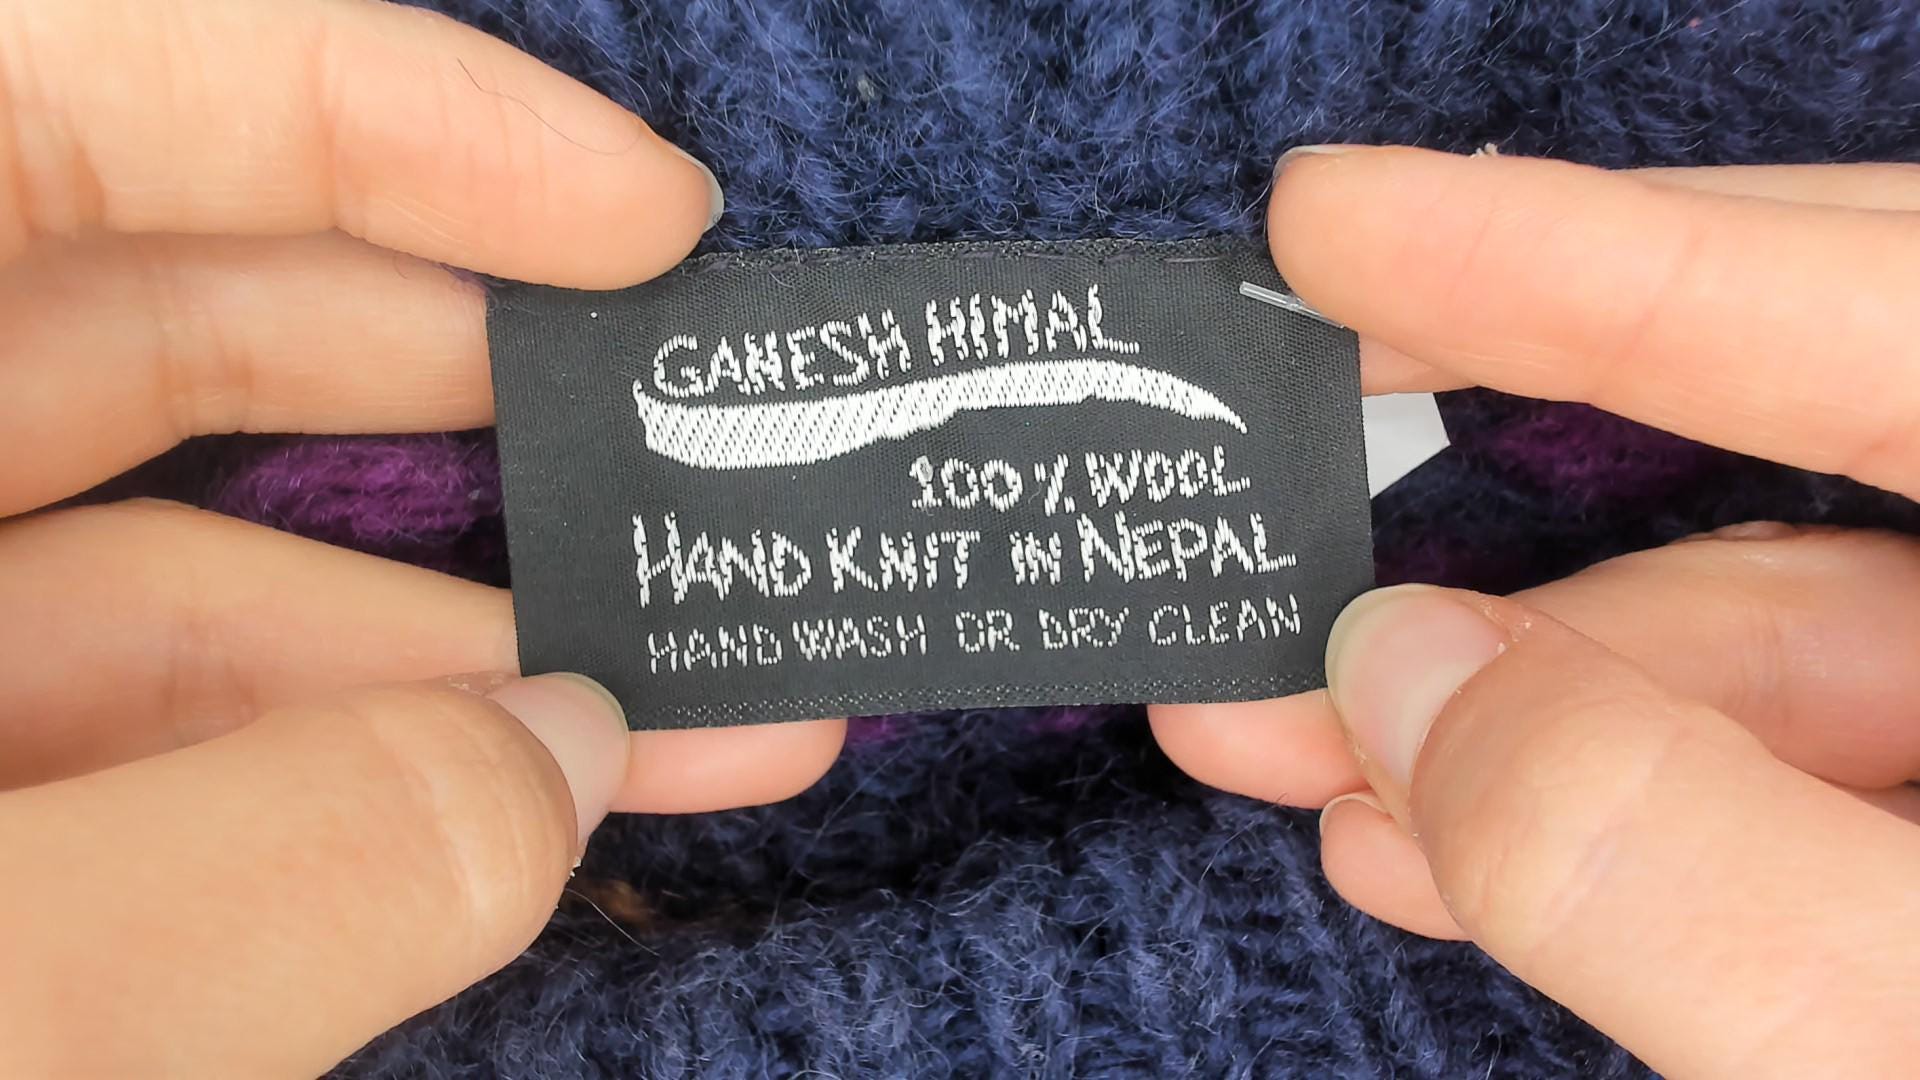 GANESH HIMAL
100% WOOL
HAND KNIT IN NEPAL
HAND WASH OR DRY CLEAN